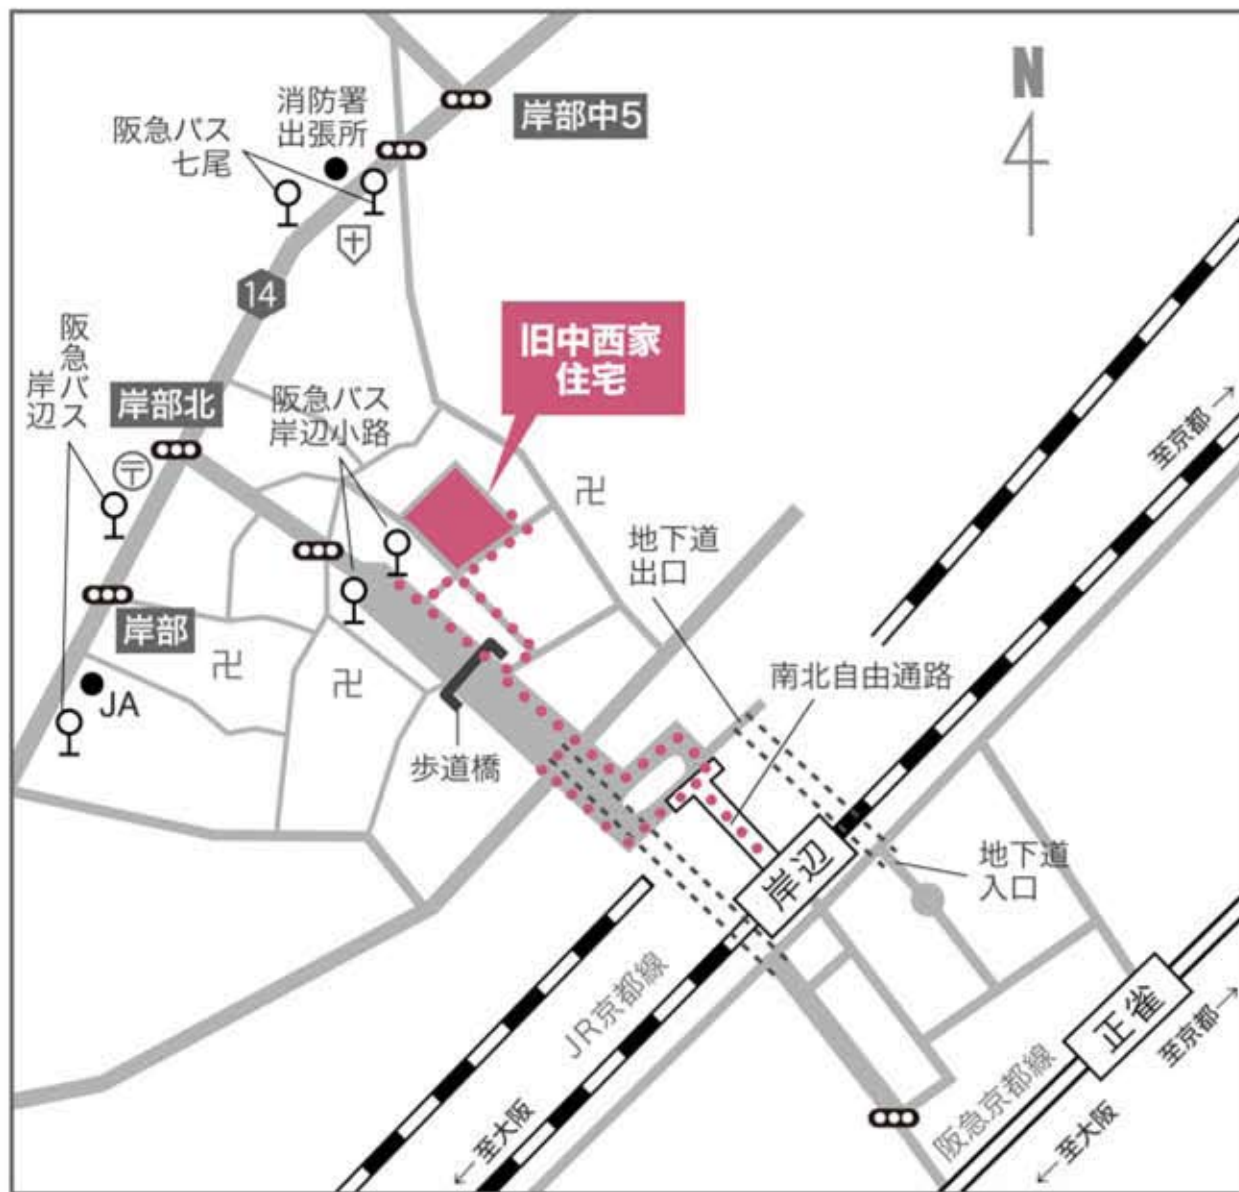 N
消防署
出張所
岸部中5
阪急バス
七尾
14
旧中西家
住宅
阪急バス
岸辺
岸部北
阪急バス
岸辺小路
至京都→
〒
卍
地下道
出口
岸部
卍
卍
南北自由通路
JA
歩道橋
岸辺
地下道
入口
JR京都線
正雀
至京都→
阪急京都線
←至大阪
←至大阪